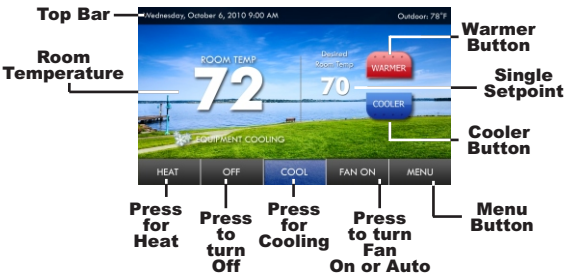 Top Bar
Wednesday, October 6, 2010 9:00 AM
Outdoor: 78°F
Warmer
Button
Room
Temperature
ROOM TEMP
72
Desired
Room Temp
70
WARMER
COOLER
Single
Setpoint
EQUIPMENT COOLING
Cooler
Button
HEAT
OFF
COOL
FAN ON
MENU
Press
for
Heat
Press
to
turn
Off
Press
for
Cooling
Press
to turn
Fan
On or Auto
Menu
Button